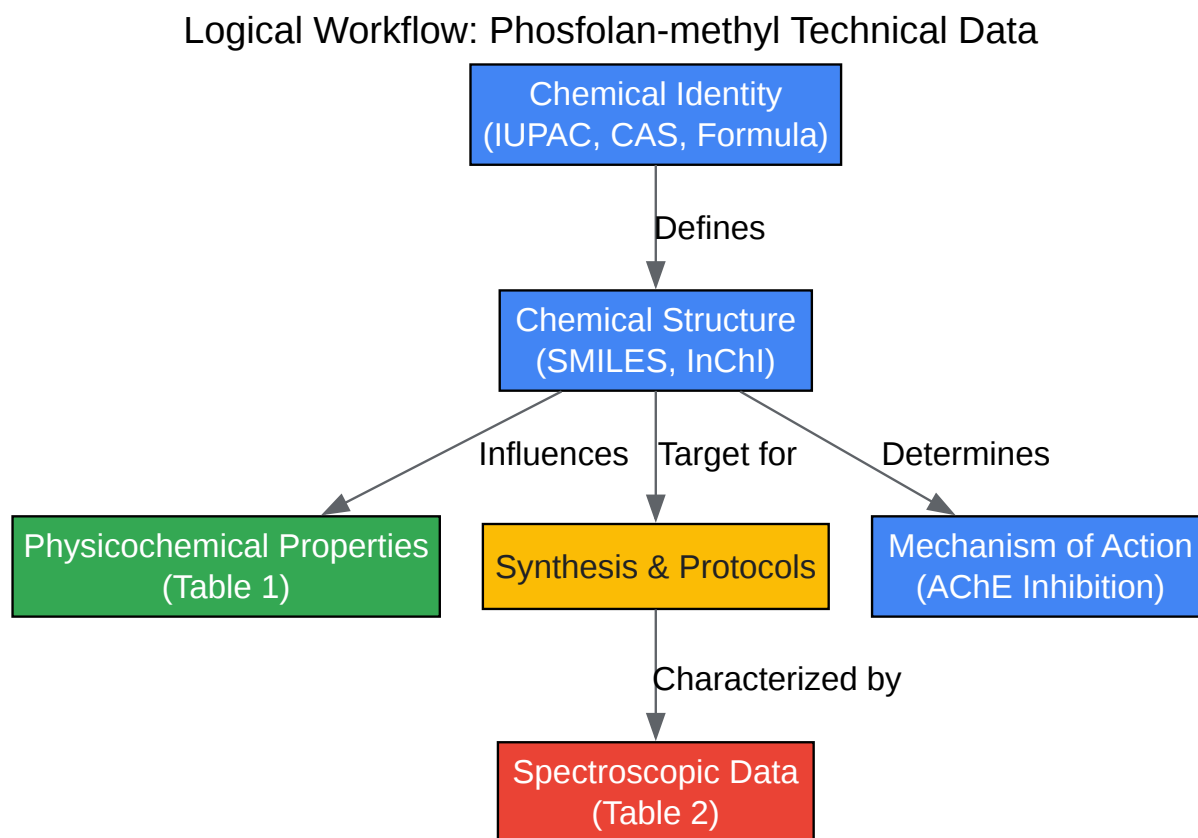 Logical Workflow: Phosfolan-methyl Technical Data
Chemical Identity
(IUPAC, CAS, Formula)
Defines
Chemical Structure
(SMILES, InChI)
Influences
Target for
Determines
Physicochemical Properties
(Table 1)
Synthesis & Protocols
Mechanism of Action
(AChE Inhibition)
Characterized by
Spectroscopic Data
(Table 2)